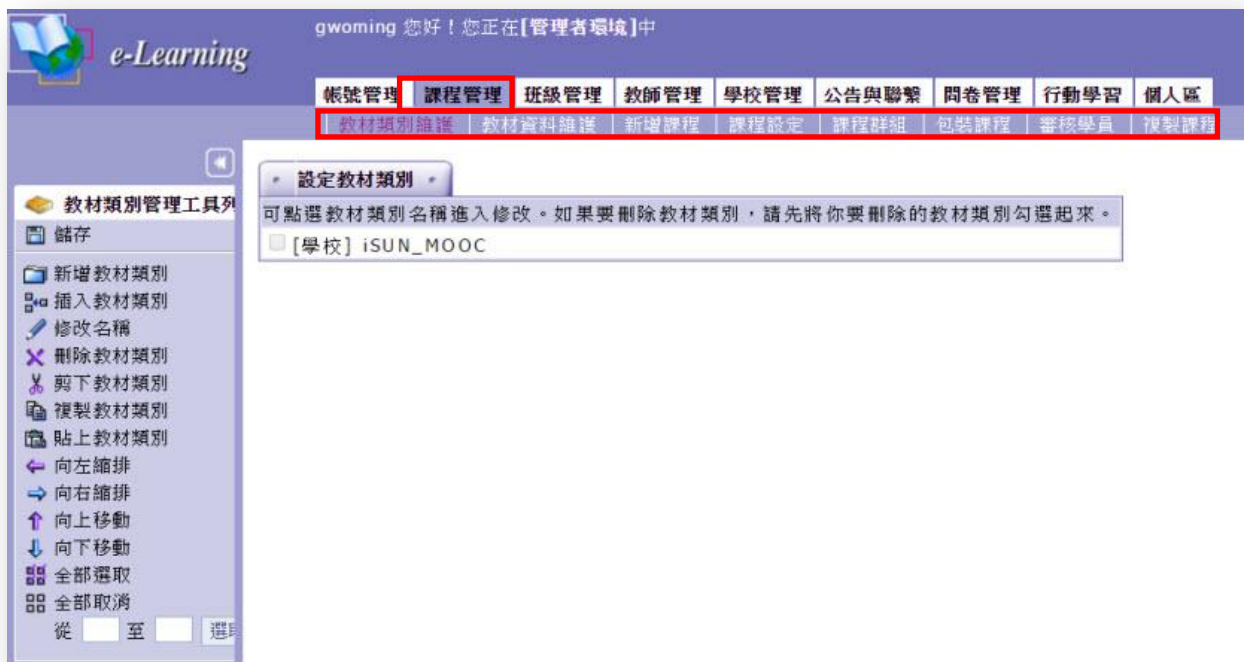 gwoming 您好！您正在[管理者環境]中
e-Learning
帳號管理 課程管理 班級管理 教師管理 學校管理 公告與聯繫 問卷管理 行動學習 個人區
教材類別維護 教材資料維護 新增課程 課程設定 課程群組 包裝課程 審核學員 複製課程
設定教材類別
教材類別管理工具列
可點選教材類別名稱進入修改。如果要刪除教材類別，請先將你要刪除的教材類別勾選起來。
儲存
[學校] iSUN_MOOC
新增教材類別
插入教材類別
修改名稱
刪除教材類別
剪下教材類別
複製教材類別
貼上教材類別
向左縮排
向右縮排
向上移動
向下移動
全部選取
全部取消
從 至 選取